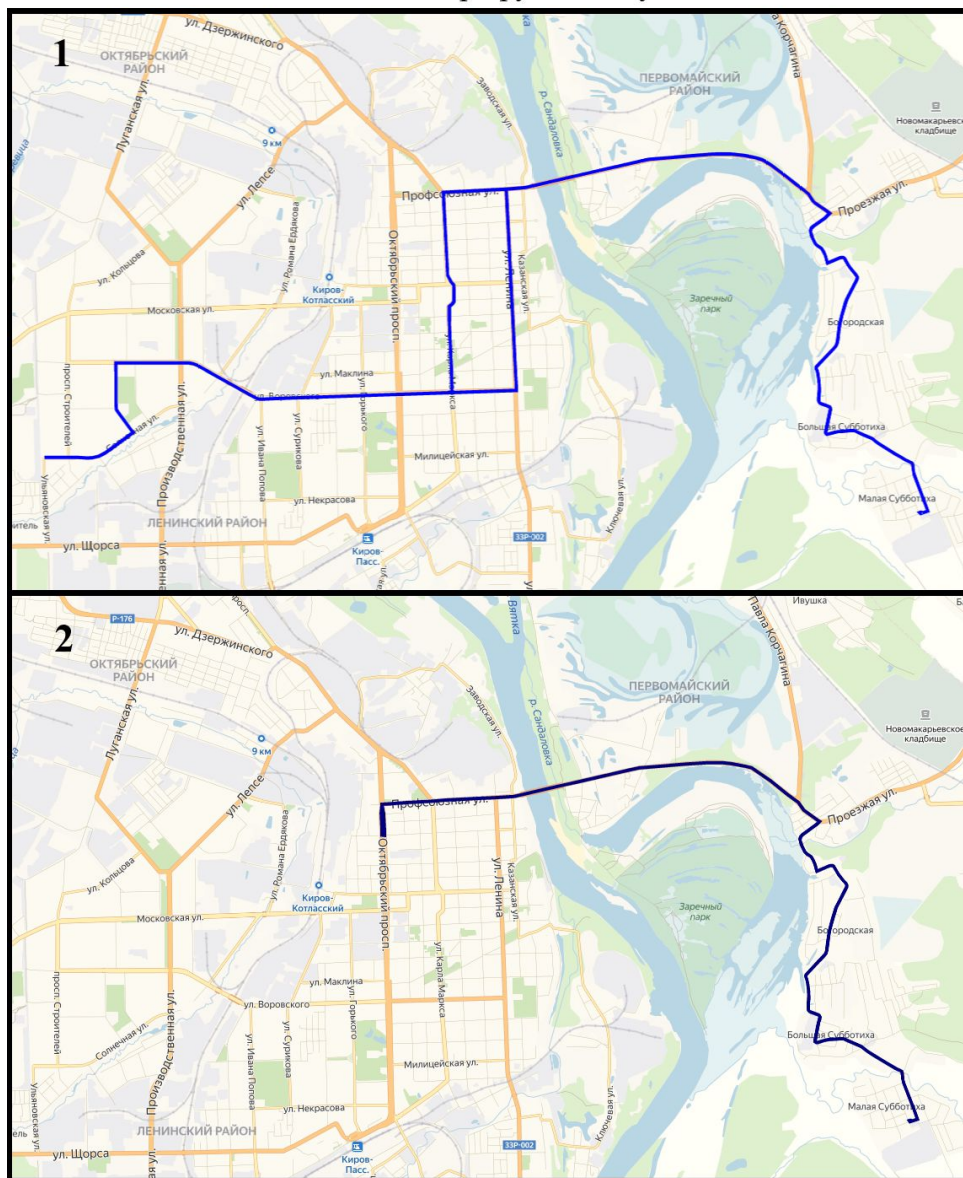 1
ул. Дзержинского
ОКТЯБРЬСКИЙ
РАЙОН
Луганская ул.
9 км
ул. Лепсе
Заводская ул.
Вятка
р. Сандаловка
ПЕРВОМАЙСКИЙ
РАЙОН
Корчагина
Новомакарьевское
кладбище
Проезжая ул.
Профсоюзная ул.
ул. Романа Ердякова
Октябрьский просп.
ул. Ленина
Казанская ул.
ул. Кольцова
Киров-
Котласский
Московская ул.
Заречный
парк
Богородская
просп. Строителей
ул. Маклина
ул. Карла Маркса
ул. Воровского
ул. Горького
Солнечная ул.
Производственная ул.
ул. Ивана Попова
ул. Сурикова
Большая Субботиха
Милицейская ул.
Ульяновская ул.
ул. Некрасова
Ключевая ул.
Малая Субботиха
ЛЕНИНСКИЙ РАЙОН
ул. Щорса
Киров-
Пасс.
33Р-002
2
Р-176
просп.
ул. Дзержинского
ОКТЯБРЬСКИЙ
РАЙОН
Луганская ул.
9 км
ул. Лепсе
Заводская ул.
Вятка
р. Сандаловка
Ивушка
ПЕРВОМАЙСКИЙ
РАЙОН
Павла Корчагина
Новомакарьевское
кладбище
Проезжая ул.
Профсоюзная ул.
ул. Романа Ердякова
Октябрьский просп.
ул. Ленина
Казанская ул.
ул. Кольцова
Киров-
Котласский
Московская ул.
Заречный
парк
Богородская
просп. Строителей
ул. Маклина
ул. Карла Маркса
ул. Воровского
ул. Горького
Солнечная ул.
Производственная ул.
ул. Ивана Попова
ул. Сурикова
Большая Субботиха
Милицейская ул.
Ульяновская ул.
ул. Некрасова
Ключевая ул.
Малая Субботиха
ЛЕНИНСКИЙ РАЙОН
ул. Щорса
Киров-
Пасс.
33Р-002